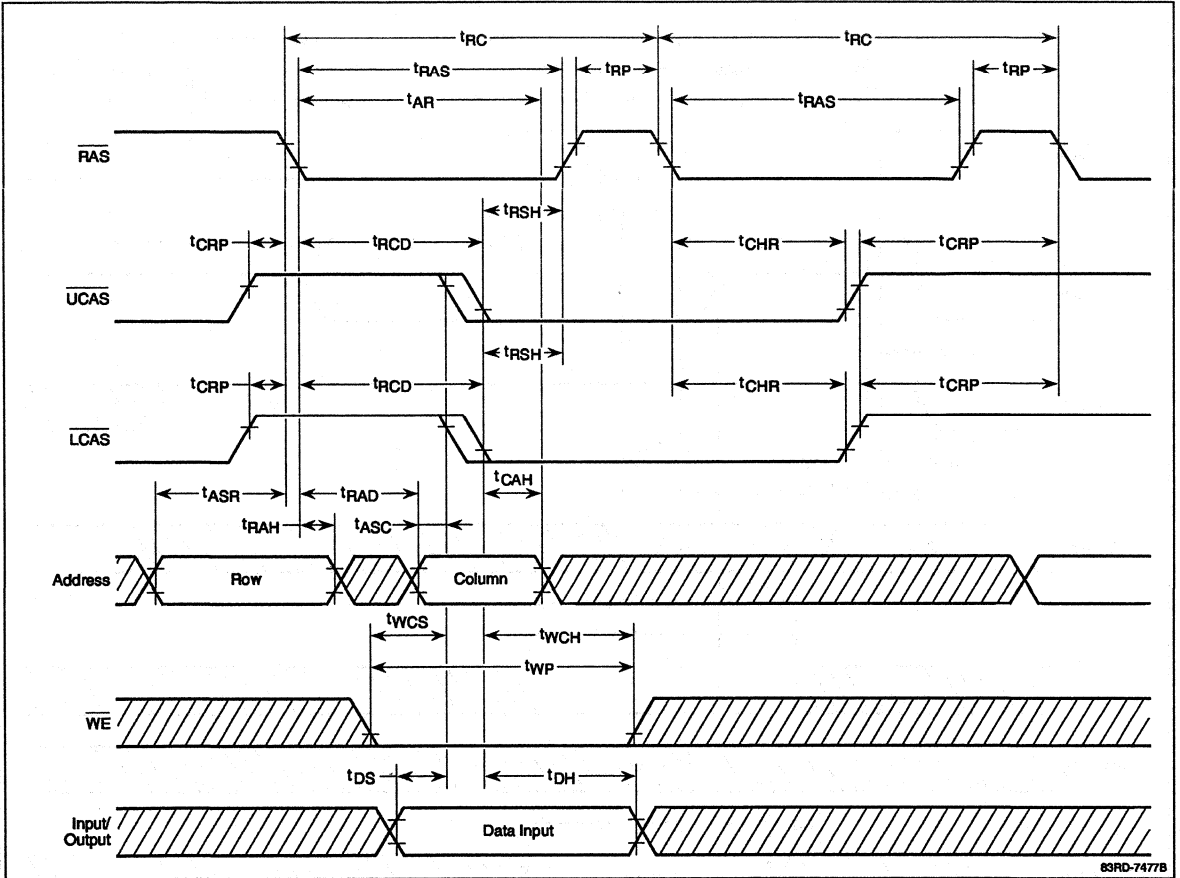 tRC tRC
tRAS tRP tRP
tAR tRAS
RAS
tRSH
tCRP tRCD tCHR tCRP
UCAS
tRSH
tCRP tRCD tCHR tCRP
LCAS
tCAH
tASR tRAD
tRAH tASC
Address Row Column
tWCS tWCH
tWP
WE
tDS tDH
Input/
Output Data Input
83RD-7477B